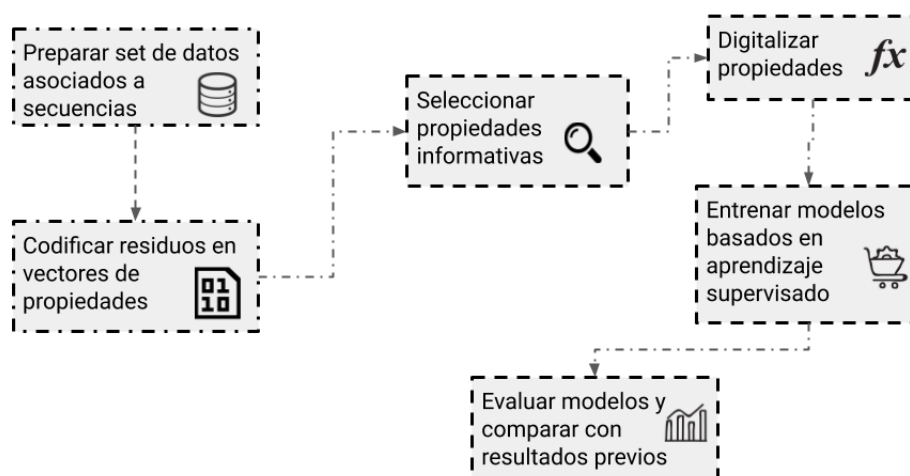 Preparar set de datos
asociados a
secuencias
Codificar residuos en
vectores de
propiedades
0110
Seleccionar
propiedades
informativas
Digitalizar
propiedades
fx
Entrenar modelos
basados en
aprendizaje
supervisado
Evaluar modelos y
comparar con
resultados previos